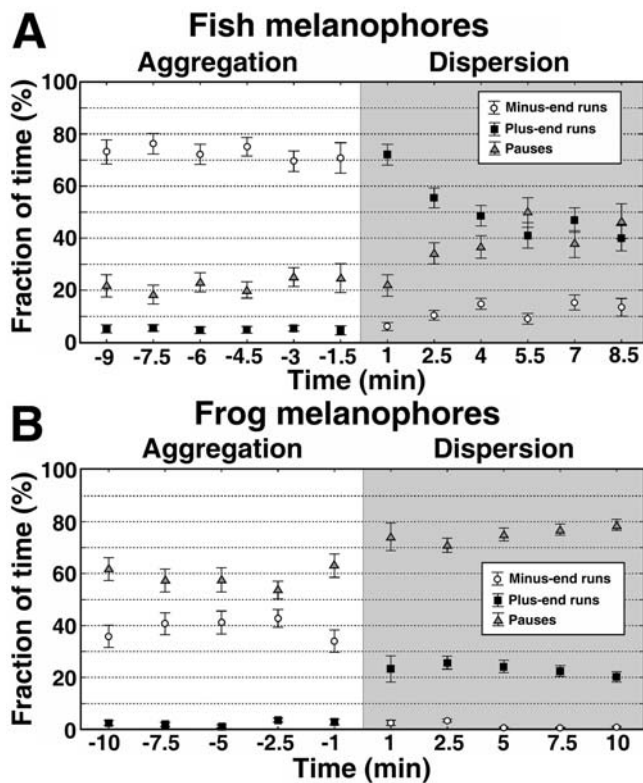 A
Fish melanophores
Aggregation Dispersion
Fraction of time (%)
100
80
60
40
20
0
Minus-end runs
Plus-end runs
Pauses
-9 -7.5 -6 -4.5 -3 -1.5 1 2.5 4 5.5 7 8.5
Time (min)
B
Frog melanophores
Aggregation Dispersion
Fraction of time (%)
100
80
60
40
20
0
Minus-end runs
Plus-end runs
Pauses
-10 -7.5 -5 -2.5 -1 1 2.5 5 7.5 10
Time (min)